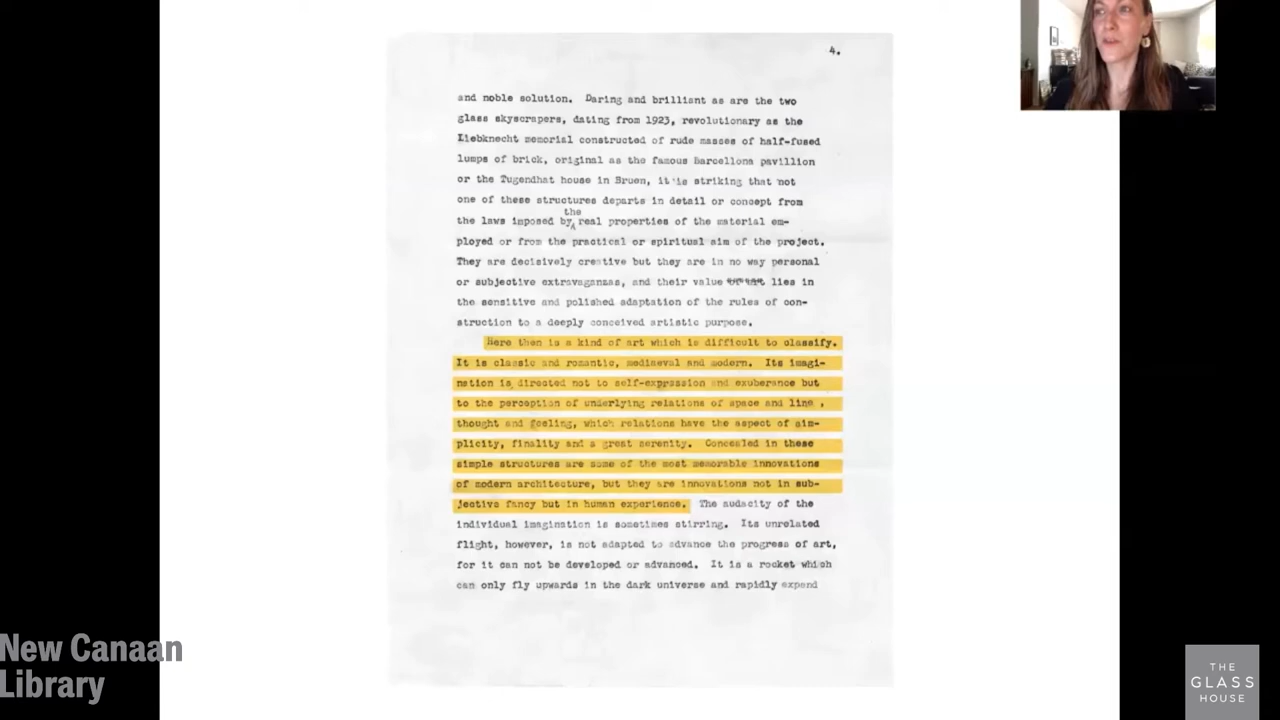 4.
and noble solution. Daring and brilliant as are the two
glass skyscrapers, dating from 1923, revolutionary as the
Liebknecht memorial constructed of rude masses of half-fused
lumps of brick, original as the famous Barcellona pavillion
or the Tugendhat house in Bruen, it is striking that not
one of these structures departs in detail or concept from
the
the laws imposed by real properties of the material em-
ployed or from the practical or spiritual aim of the project.
They are decisively creative but they are in no way personal
or subjective extravaganzas, and their value lies in
the sensitive and polished adaptation of the rules of con-
struction to a deeply conceived artistic purpose.
Here then is a kind of art which is difficult to classify.
It is classic and romantic, mediaeval and modern. Its imagi-
nation is directed not to self-expression and exuberance but
to the perception of underlying relations of space and line ,
thought and feeling, which relations have the aspect of sim-
plicity, finality and a great serenity. Concealed in these
simple structures are some of the most memorable innovations
of modern architecture, but they are innovations not in sub-
jective fancy but in human experience. The audacity of the
individual imagination is sometimes stirring. Its unrelated
flight, however, is not adapted to advance the progress of art,
for it can not be developed or advanced. It is a rocket which
can only fly upwards in the dark universe and rapidly expend
New Canaan
Library
THE
GLASS
HOUSE